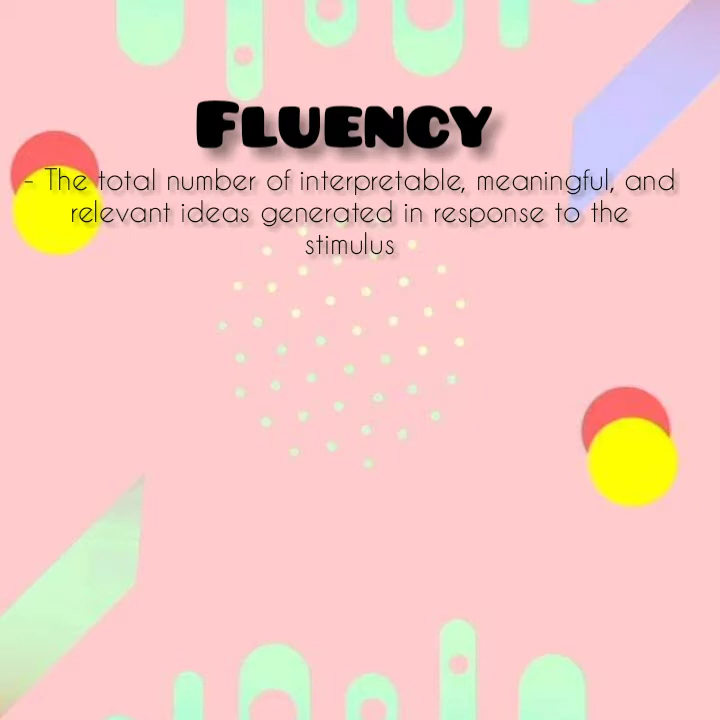 FLUENCY
- The total number of interpretable, meaningful, and
relevant ideas generated in response to the
stimulus